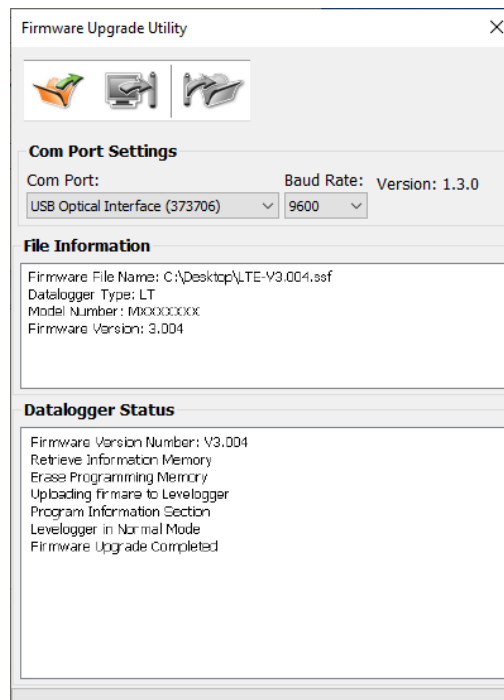 Firmware Upgrade Utility
Com Port Settings
Com Port:
Baud Rate:
Version: 1.3.0
USB Optical Interface (373706)
9600
File Information
Firmware File Name: C:\Desktop\LTE-V3.004.ssf
Datalogger Type: LT
Model Number: MXXXXXXX
Firmware Version: 3.004
Datalogger Status
Firmware Version Number: V3.004
Retrieve Information Memory
Erase Programming Memory
Uploading firmare to Levelogger
Program Information Section
Levelogger in Normal Mode
Firmware Upgrade Completed